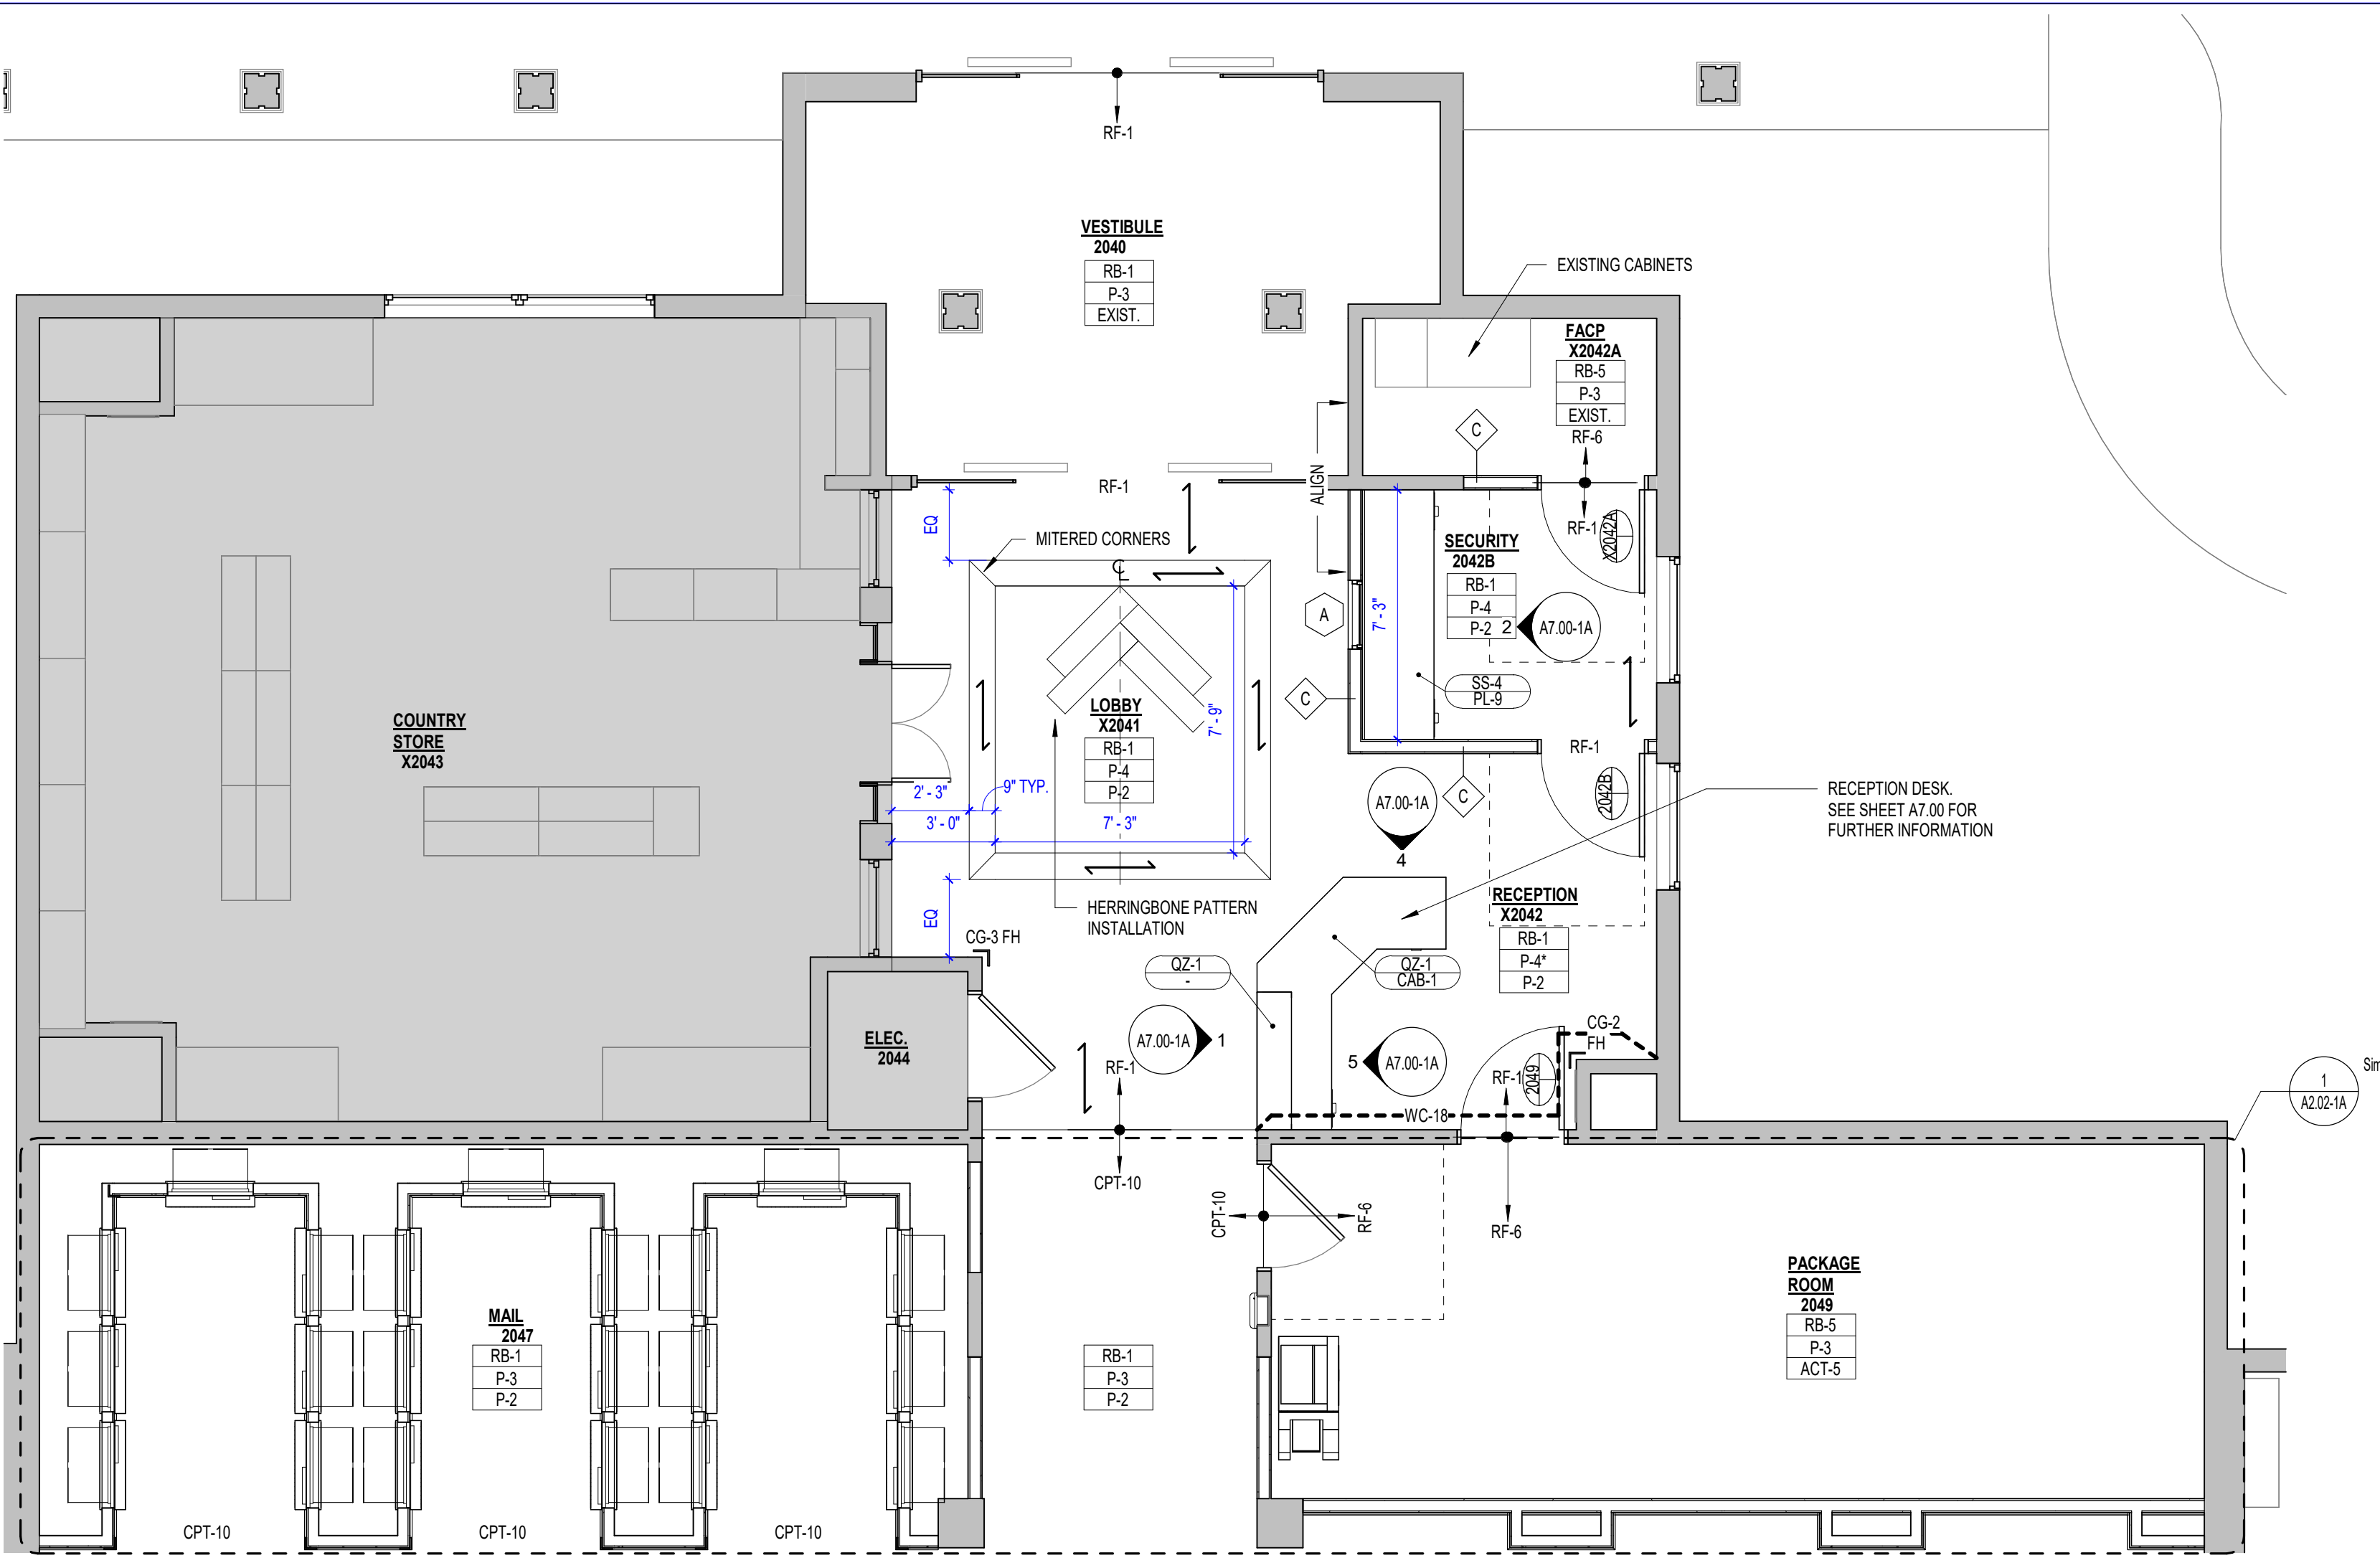 RF-1
VESTIBULE
2040
RB-1
P-3
EXIST.
EXISTING CABINETS
FACP
X2042A
RB-5
P-3
EXIST.
RF-6
C
ALIGN
RF-1
RF-1
X2042A
EQ
MITERED CORNERS
CL
SECURITY
2042B
RB-1
P-4
P-2
2
A7.00-1A
A
7' - 3"
SS-4
PL-9
C
LOBBY
X2041
RB-1
P-4
P-2
7' - 9"
COUNTRY
STORE
X2043
RF-1
2' - 3"
9" TYP.
3' - 0"
7' - 3"
A7.00-1A
4
C
2042B
RECEPTION DESK.
SEE SHEET A7.00 FOR
FURTHER INFORMATION
HERRINGBONE PATTERN
INSTALLATION
EQ
CG-3 FH
RECEPTION
X2042
RB-1
P-4*
P-2
QZ-1
-
QZ-1
CAB-1
ELEC.
2044
A7.00-1A
1
5
A7.00-1A
CG-2
FH
RF-1
RF-1
2049
WC-18
1
A2.02-1A
Sim
CPT-10
CPT-10
RF-6
RF-6
PACKAGE
ROOM
2049
RB-5
P-3
ACT-5
MAIL
2047
RB-1
P-3
P-2
RB-1
P-3
P-2
CPT-10
CPT-10
CPT-10